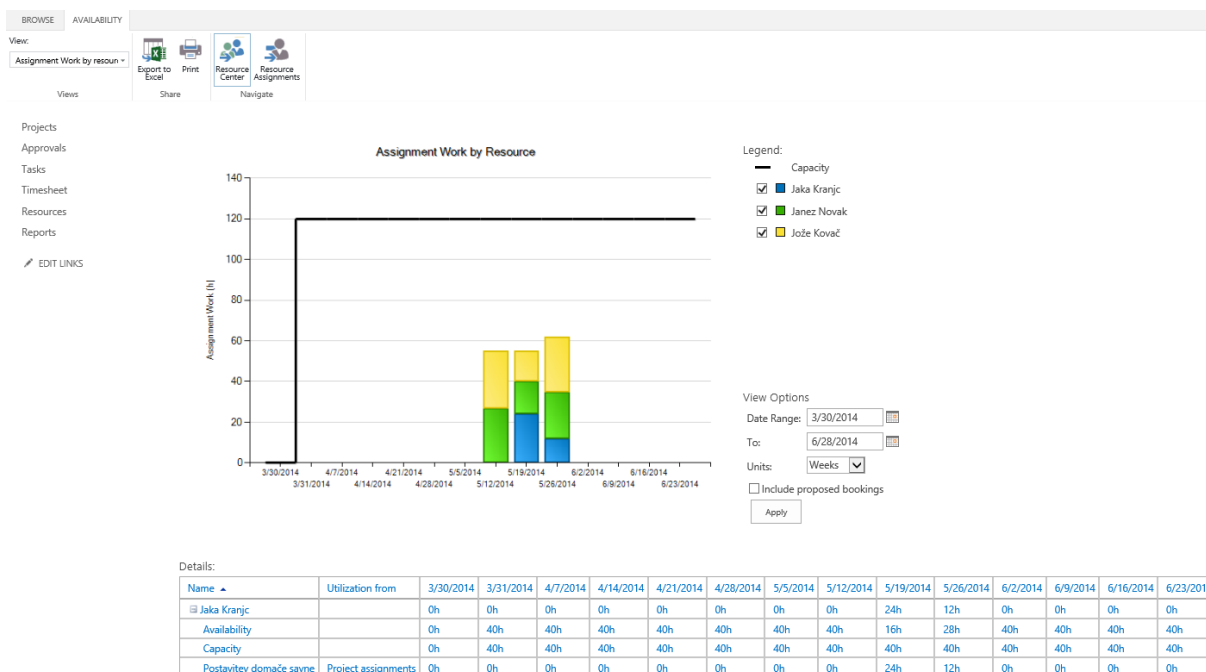 BROWSE AVAILABILITY
View:
Assignment Work by resoun
Export to Excel
Print
Resource Center
Resource Assignments
Views Share Navigate
Projects
Approvals
Tasks
Timesheet
Resources
Reports
EDIT LINKS
Assignment Work by Resource
Assignment Work [h]
140
120
100
80
60
40
20
0
3/30/2014 4/7/2014 4/21/2014 5/5/2014 5/19/2014 6/2/2014 6/16/2014
3/31/2014 4/14/2014 4/28/2014 5/12/2014 5/26/2014 6/9/2014 6/23/2014
Legend:
Capacity
Jaka Kranjc
Janez Novak
Jože Kovač
View Options
Date Range: 3/30/2014
To: 6/28/2014
Units: Weeks
Include proposed bookings
Apply
Details:
Name Utilization from 3/30/2014 3/31/2014 4/7/2014 4/14/2014 4/21/2014 4/28/2014 5/5/2014 5/12/2014 5/19/2014 5/26/2014 6/2/2014 6/9/2014 6/16/2014 6/23/201
Jaka Kranjc 0h 0h 0h 0h 0h 0h 0h 0h 24h 12h 0h 0h 0h 0h
Availability 0h 40h 40h 40h 40h 40h 40h 40h 16h 28h 40h 40h 40h 40h
Capacity 0h 40h 40h 40h 40h 40h 40h 40h 40h 40h 40h 40h 40h 40h
Postavitev domače savne Project assignments 0h 0h 0h 0h 0h 0h 0h 0h 24h 12h 0h 0h 0h 0h